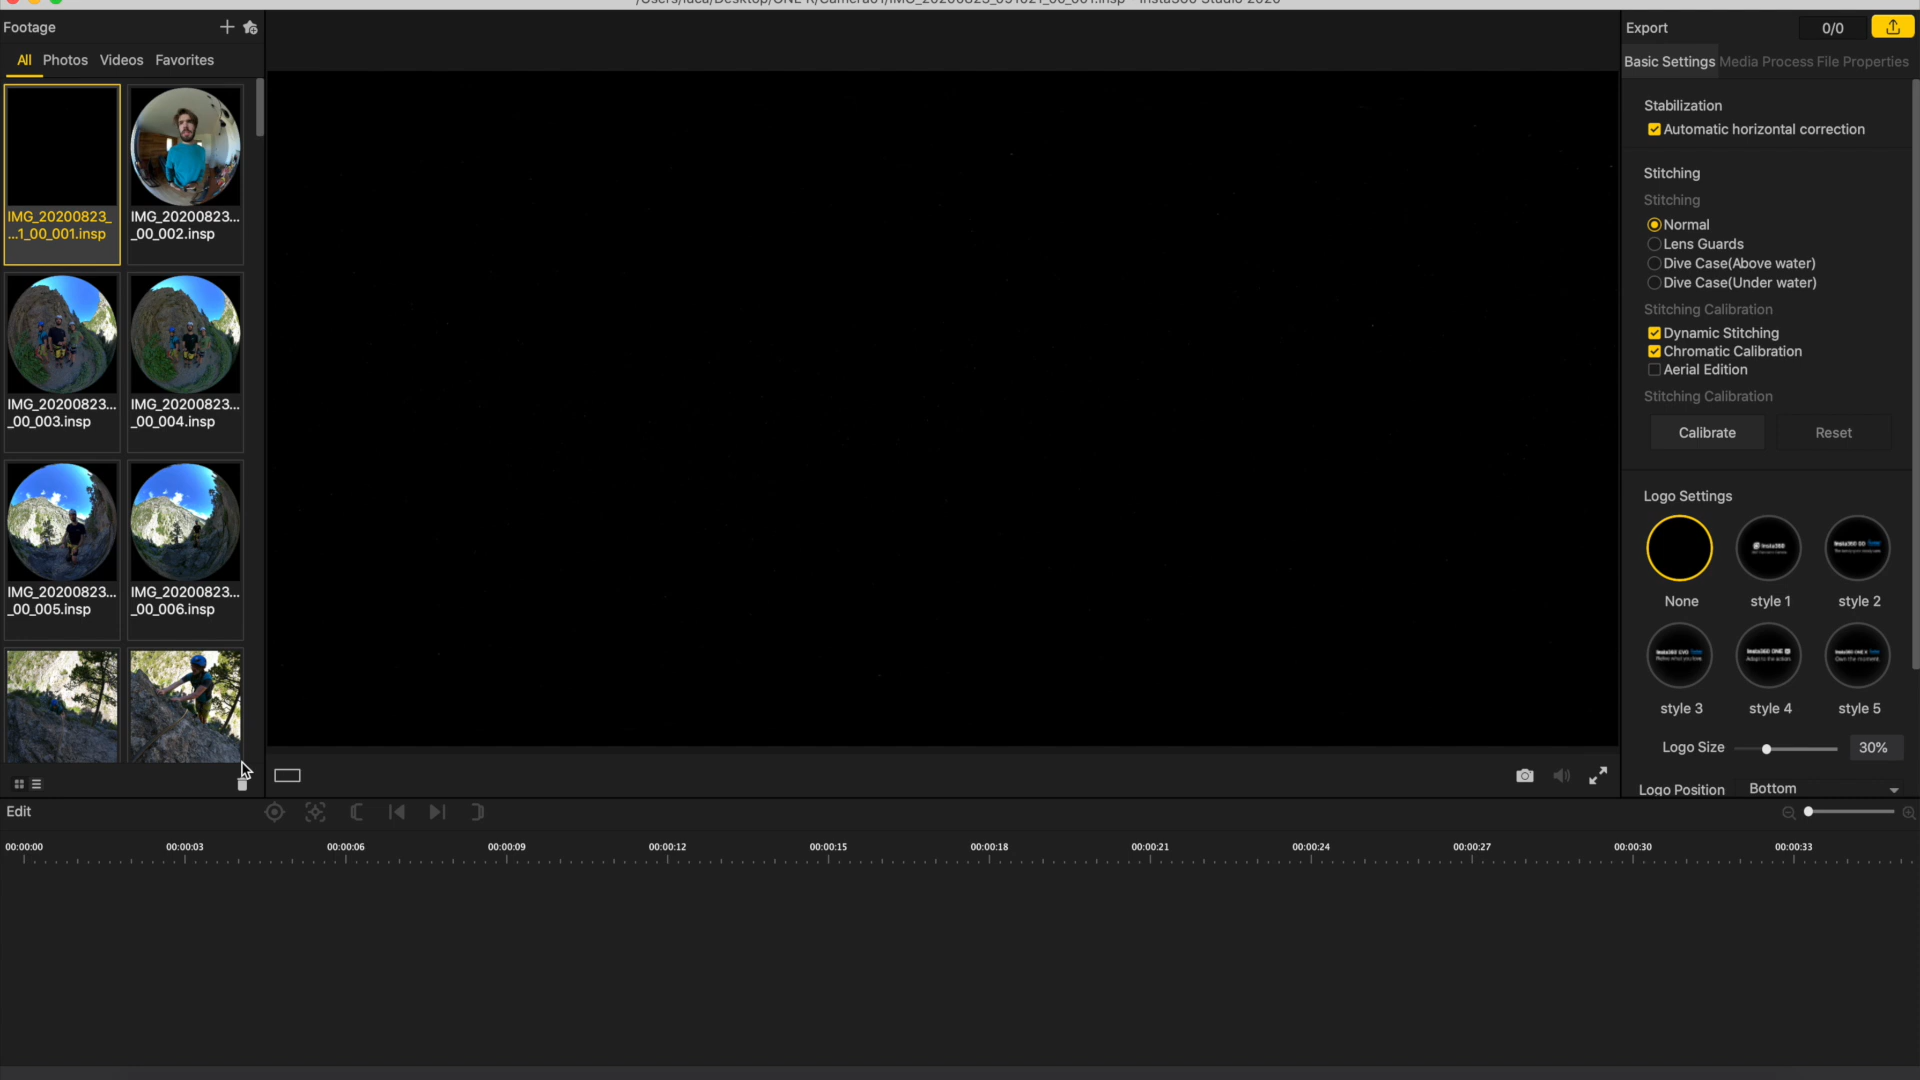 Footage
All Photos Videos Favorites
IMG_20200823_
...1_00_001.insp
IMG_20200823...
_00_002.insp
IMG_20200823...
_00_003.insp
IMG_20200823...
_00_004.insp
IMG_20200823...
_00_005.insp
IMG_20200823...
_00_006.insp
Export 0/0
Basic Settings Media Process File Properties
Stabilization
Automatic horizontal correction
Stitching
Stitching
Normal
Lens Guards
Dive Case(Above water)
Dive Case(Under water)
Stitching Calibration
Dynamic Stitching
Chromatic Calibration
Aerial Edition
Stitching Calibration
Calibrate Reset
Logo Settings
None style 1 style 2
style 3 style 4 style 5
Logo Size 30%
Logo Position Bottom
Edit
00:00:00 00:00:03 00:00:06 00:00:09 00:00:12 00:00:15 00:00:18 00:00:21 00:00:24 00:00:27 00:00:30 00:00:33